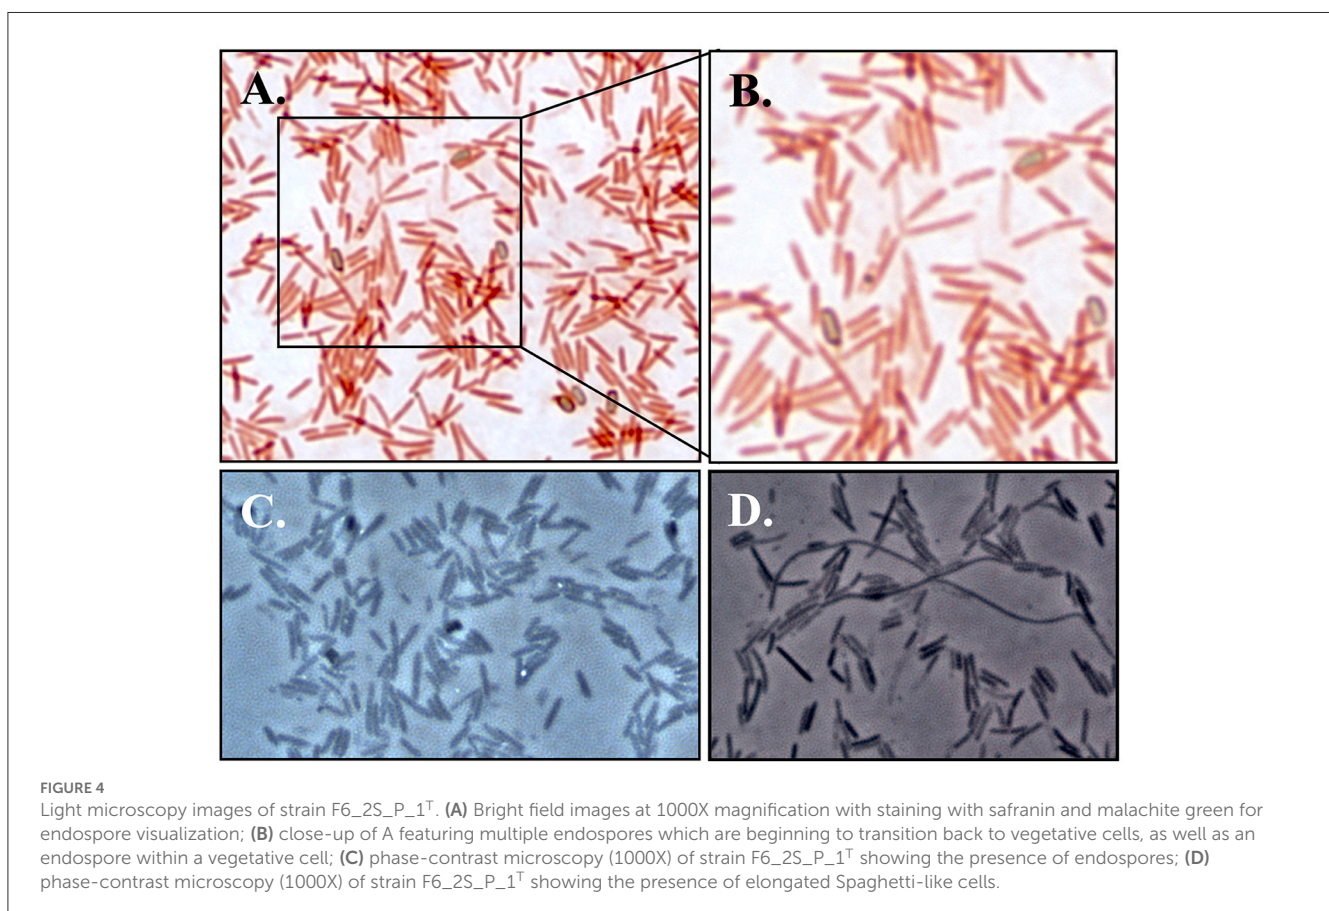 A.
B.
C.
D.
FIGURE 4
Light microscopy images of strain F6_2S_P_1ᵀ. (A) Bright field images at 1000X magnification with staining with safranin and malachite green for
endospore visualization; (B) close-up of A featuring multiple endospores which are beginning to transition back to vegetative cells, as well as an
endospore within a vegetative cell; (C) phase-contrast microscopy (1000X) of strain F6_2S_P_1ᵀ showing the presence of endospores; (D)
phase-contrast microscopy (1000X) of strain F6_2S_P_1ᵀ showing the presence of elongated Spaghetti-like cells.